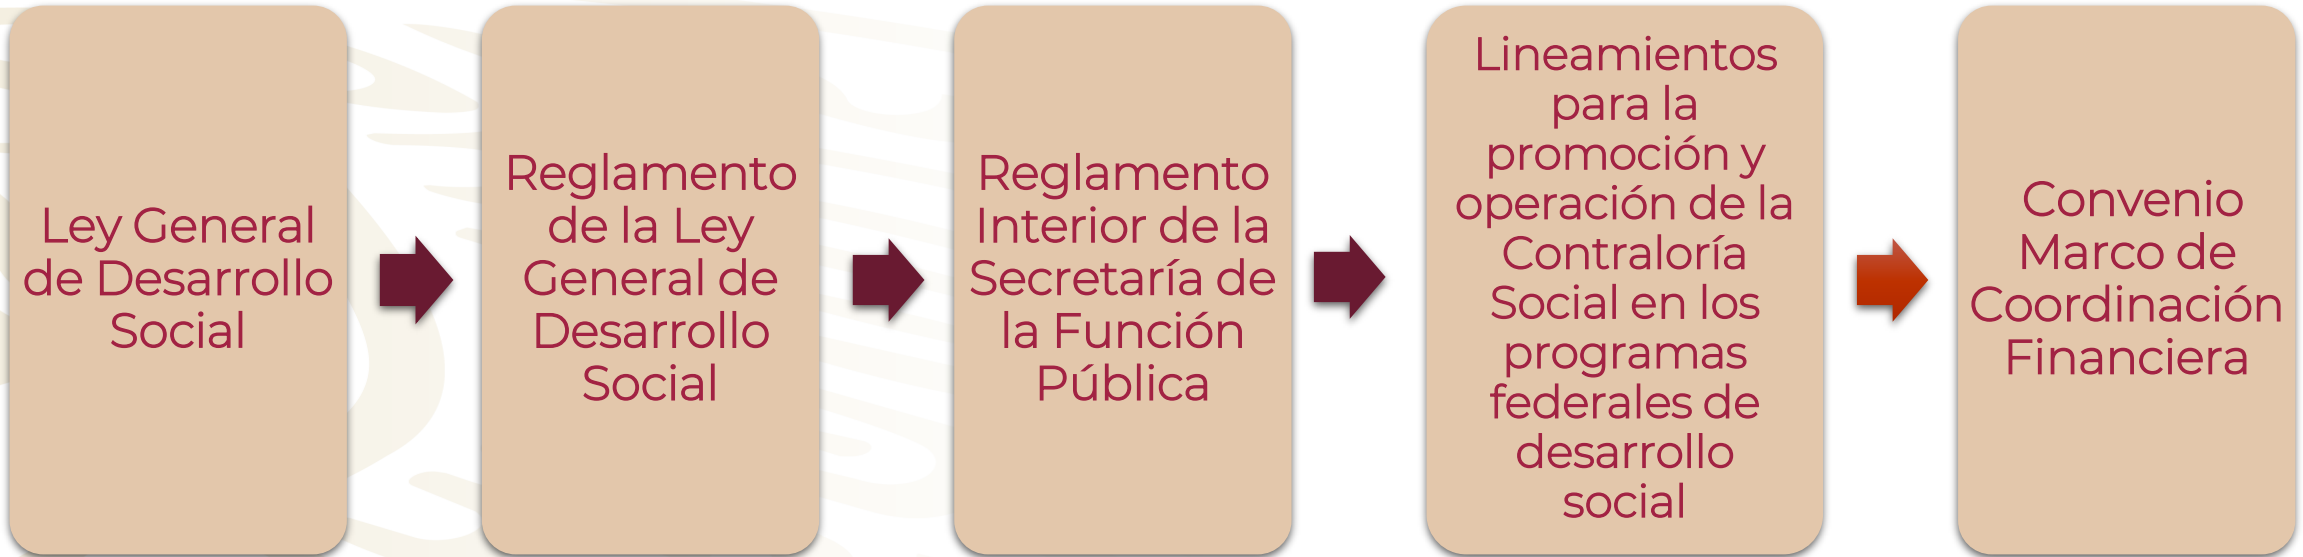 Ley General
de Desarrollo
Social
Reglamento
de la Ley
General de
Desarrollo
Social
Reglamento
Interior de la
Secretaría de
la Función
Pública
Lineamientos
para la
promoción y
operación de la
Contraloría
Social en los
programas
federales de
desarrollo
social
Convenio
Marco de
Coordinación
Financiera